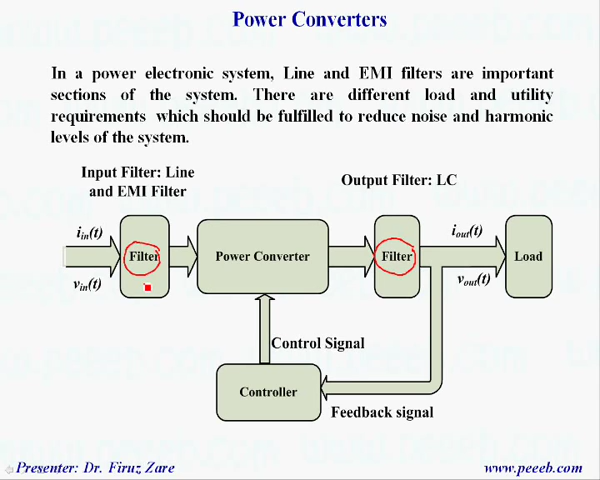 Power Converters
In a power electronic system, Line and EMI filters are important
sections of the system. There are different load and utility
requirements which should be fulfilled to reduce noise and harmonic
levels of the system.
Input Filter: Line
and EMI Filter
Output Filter: LC
iin(t)
vin(t)
Filter
Power Converter
Filter
iout(t)
vout(t)
Load
Control Signal
Controller
Feedback signal
Presenter: Dr. Firuz Zare
www.peeeb.com